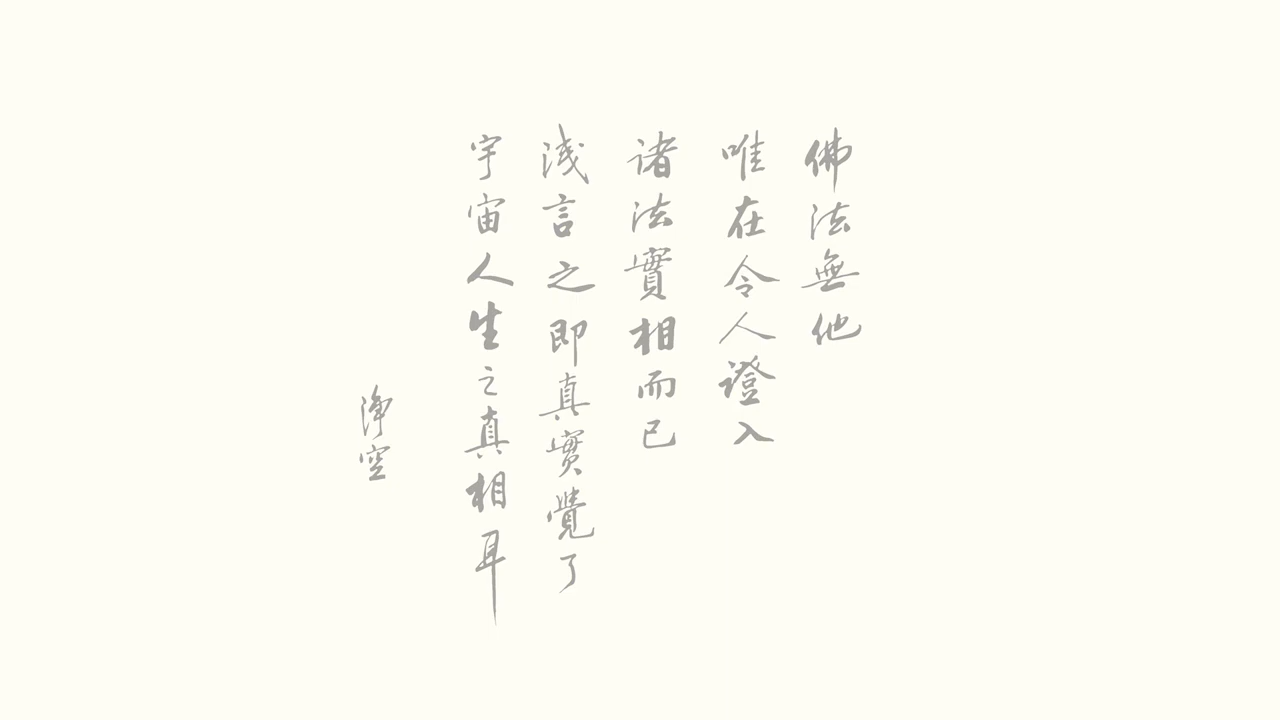 佛法無他
唯在令人證入
诸法實相而已
淺言之即真實覺了
宇宙人生之真相耳
淨空